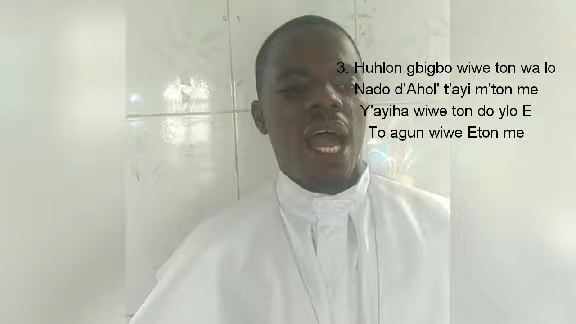 3. Huhlon gbigbo wiwe ton wa lo
Nado d'Ahol' t'ayi m'ton me
Y'ayiha wiwe ton do ylo E
To agun wiwe Eton me